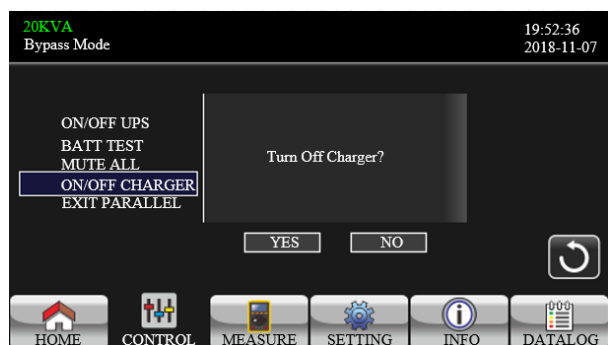 20KVA
Bypass Mode
19:52:36
2018-11-07
ON/OFF UPS
BATT TEST
MUTE ALL
ON/OFF CHARGER
EXIT PARALLEL
Turn Off Charger?
YES
NO
HOME
CONTROL
MEASURE
SETTING
INFO
DATALOG